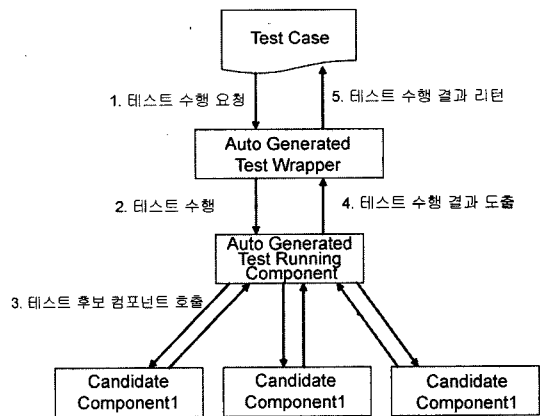 Test Case
1. 테스트 수행 요청
5. 테스트 수행 결과 리턴
Auto Generated
Test Wrapper
2. 테스트 수행
4. 테스트 수행 결과 도출
Auto Generated
Test Running
Component
3. 테스트 후보 컴포넌트 호출
Candidate
Component1
Candidate
Component1
Candidate
Component1